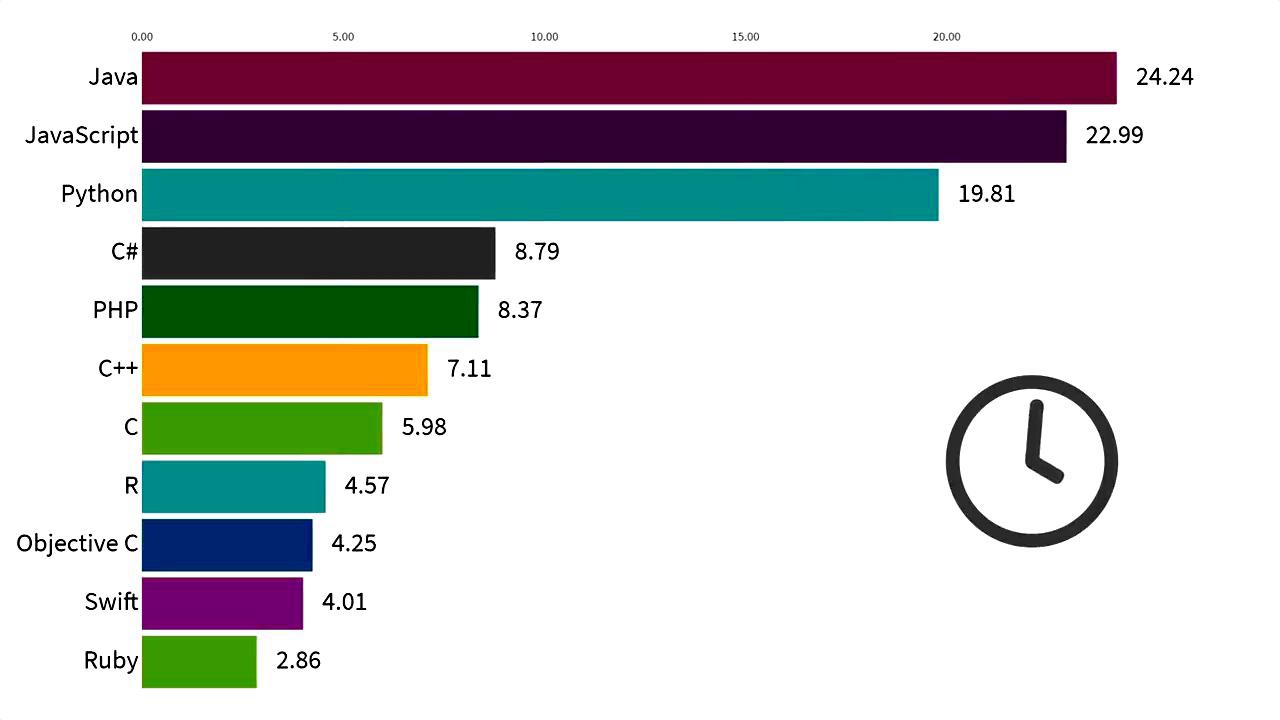 0.00 5.00 10.00 15.00 20.00
Java 24.24
JavaScript 22.99
Python 19.81
C# 8.79
PHP 8.37
C++ 7.11
C 5.98
R 4.57
Objective C 4.25
Swift 4.01
Ruby 2.86